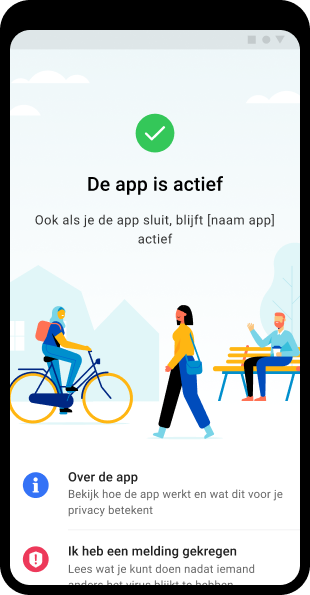 De app is actief
Ook als je de app sluit, blijft [naam app]
actief
Over de app
Bekijk hoe de app werkt en wat dit voor je
privacy betekent
Ik heb een melding gekregen
Lees wat je kunt doen nadat iemand
anders het virus blijkt te hebben